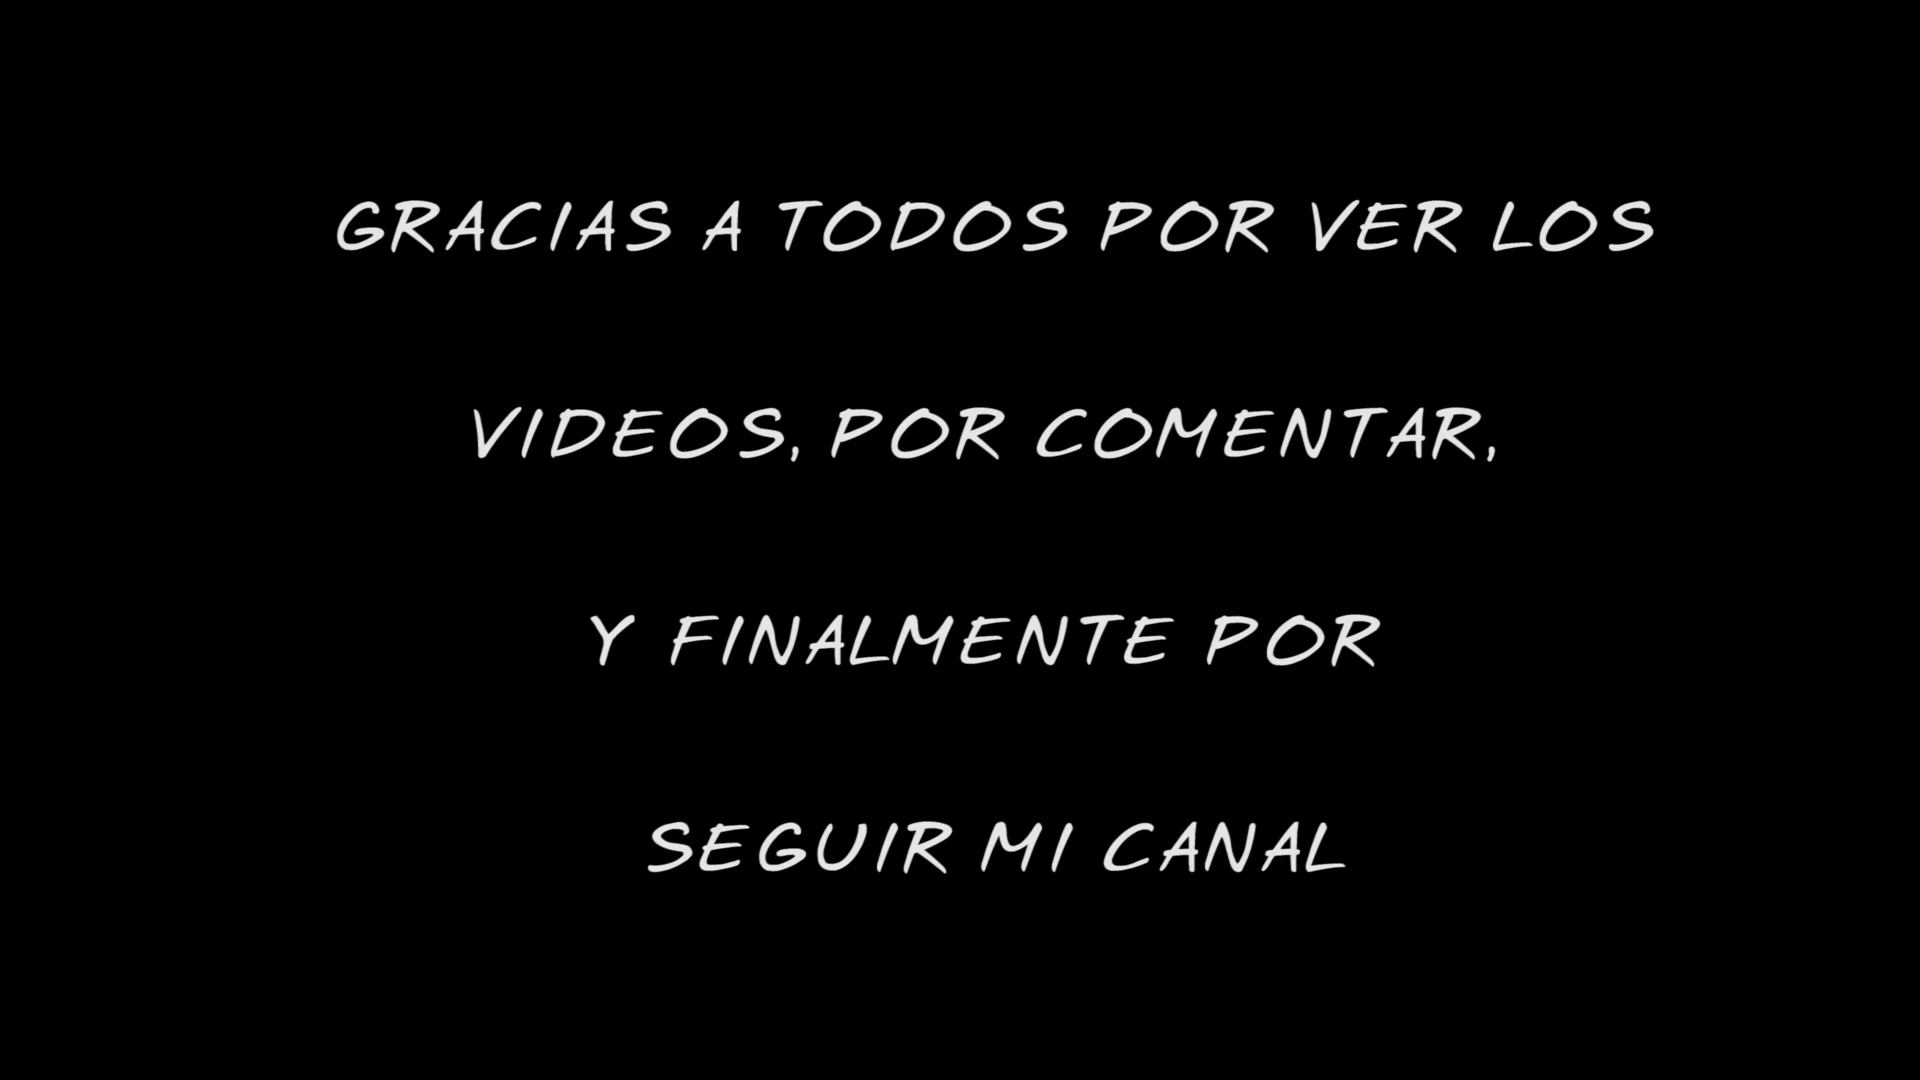 GRACIAS A TODOS POR VER LOS
VIDEOS, POR COMENTAR,
Y FINALMENTE POR
SEGUIR MI CANAL